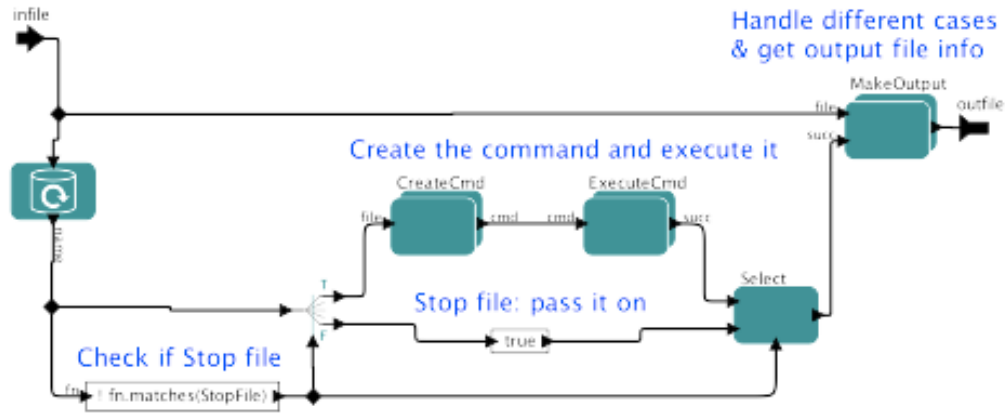 infile
Handle different cases
& get output file info
MakeOutput
file
outfile
succ
Create the command and execute it
CreateCmd
ExecuteCmd
file
cmd
cmd
succ
name
T
Select
Stop file: pass it on
F
true
Check if Stop file
fn
! fn.matches(StopFile)